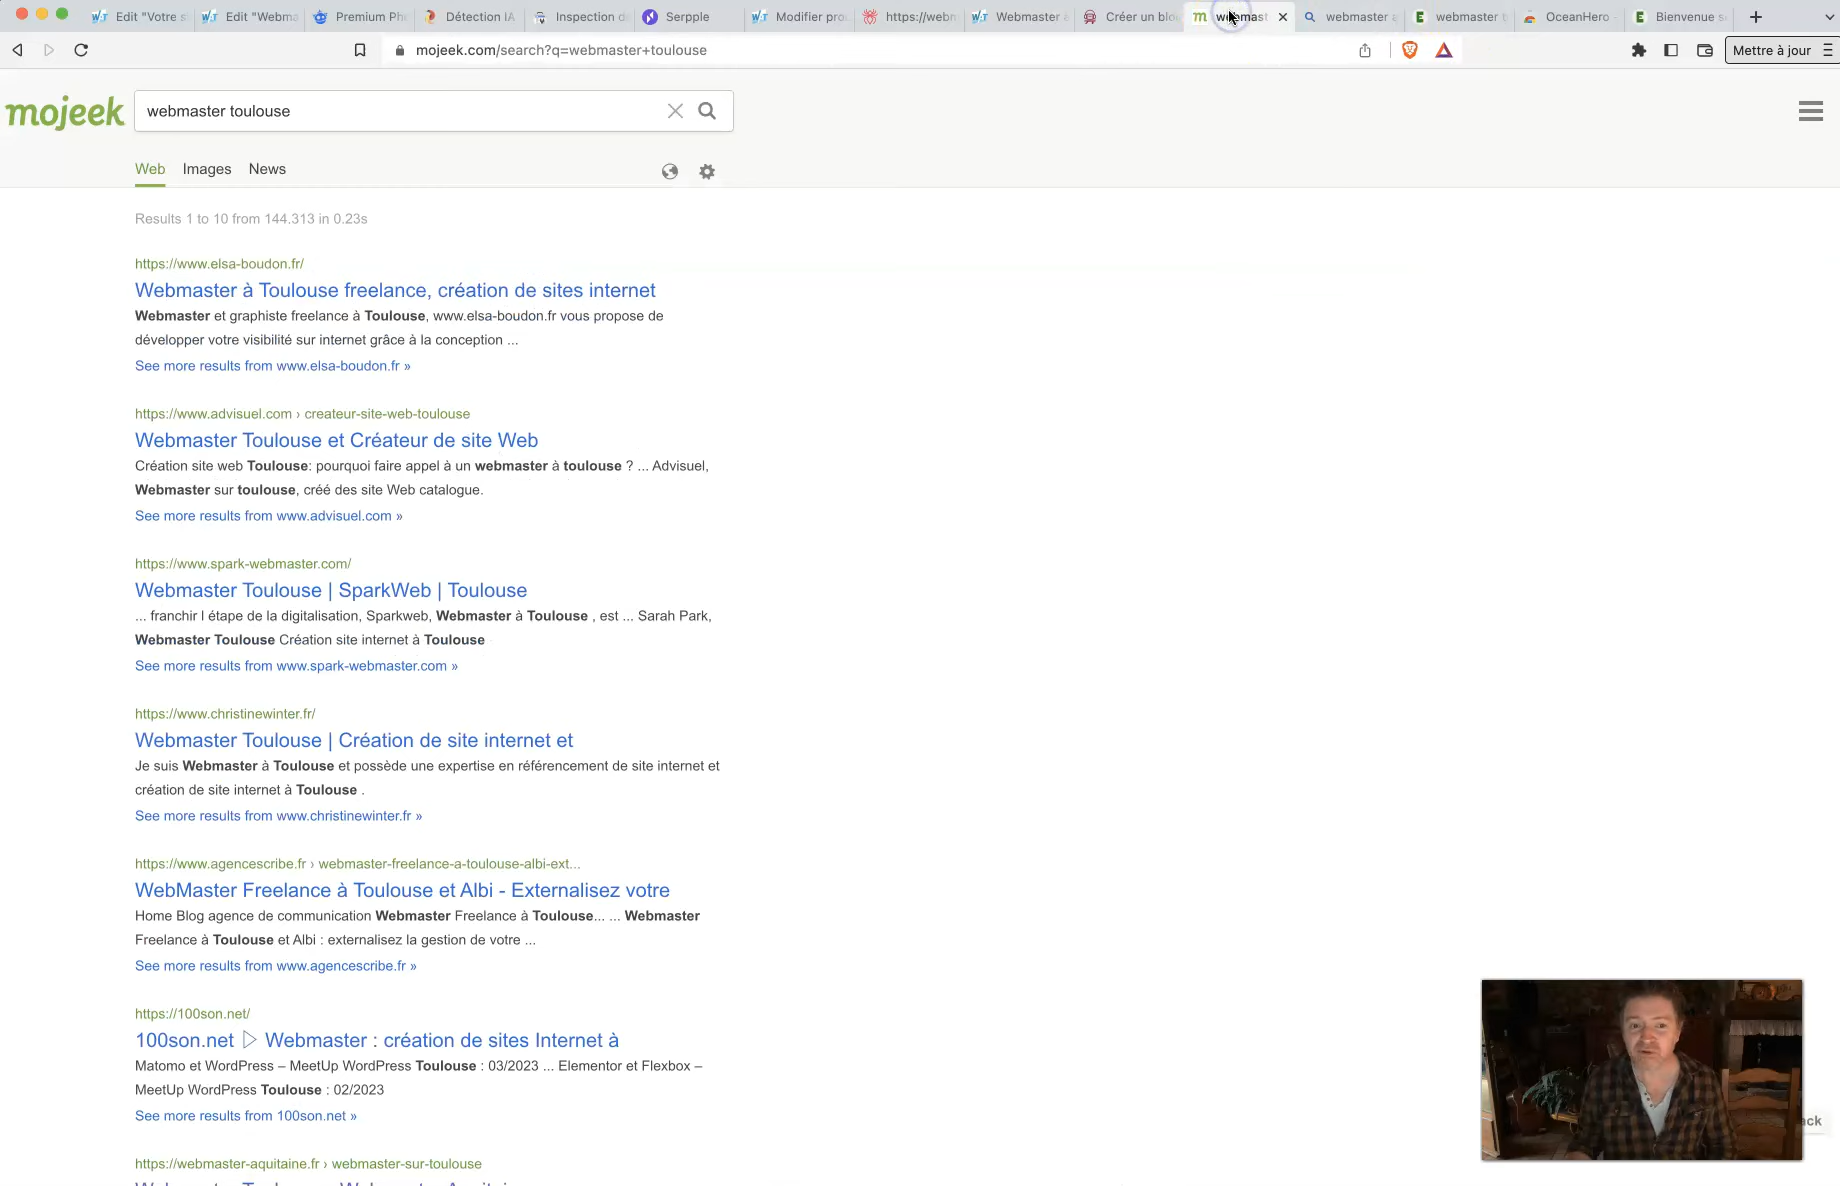 Edit "Votre s
Edit "Webma
Premium Ph
Détection IA
Inspection d
Serpple
Modifier pro
https://webm
Webmaster à
Créer un blo
webmast
webmaster a
webmaster t
OceanHero
Bienvenue s
mojeek.com/search?q=webmaster+toulouse
Mettre à jour
mojeek
webmaster toulouse
Web Images News
Results 1 to 10 from 144.313 in 0.23s
https://www.elsa-boudon.fr/
Webmaster à Toulouse freelance, création de sites internet
Webmaster et graphiste freelance à Toulouse, www.elsa-boudon.fr vous propose de
développer votre visibilité sur internet grâce à la conception ...
See more results from www.elsa-boudon.fr »
https://www.advisuel.com › createur-site-web-toulouse
Webmaster Toulouse et Créateur de site Web
Création site web Toulouse: pourquoi faire appel à un webmaster à toulouse ? ... Advisuel,
Webmaster sur toulouse, créé des site Web catalogue.
See more results from www.advisuel.com »
https://www.spark-webmaster.com/
Webmaster Toulouse | SparkWeb | Toulouse
... franchir l étape de la digitalisation, Sparkweb, Webmaster à Toulouse , est ... Sarah Park,
Webmaster Toulouse Création site internet à Toulouse
See more results from www.spark-webmaster.com »
https://www.christinewinter.fr/
Webmaster Toulouse | Création de site internet et
Je suis Webmaster à Toulouse et possède une expertise en référencement de site internet et
création de site internet à Toulouse .
See more results from www.christinewinter.fr »
https://www.agencescribe.fr › webmaster-freelance-a-toulouse-albi-ext...
WebMaster Freelance à Toulouse et Albi - Externalisez votre
Home Blog agence de communication Webmaster Freelance à Toulouse... ... Webmaster
Freelance à Toulouse et Albi : externalisez la gestion de votre ...
See more results from www.agencescribe.fr »
https://100son.net/
100son.net ▷ Webmaster : création de sites Internet à
Matomo et WordPress – MeetUp WordPress Toulouse : 03/2023 ... Elementor et Flexbox –
MeetUp WordPress Toulouse : 02/2023
See more results from 100son.net »
https://webmaster-aquitaine.fr › webmaster-sur-toulouse
ack